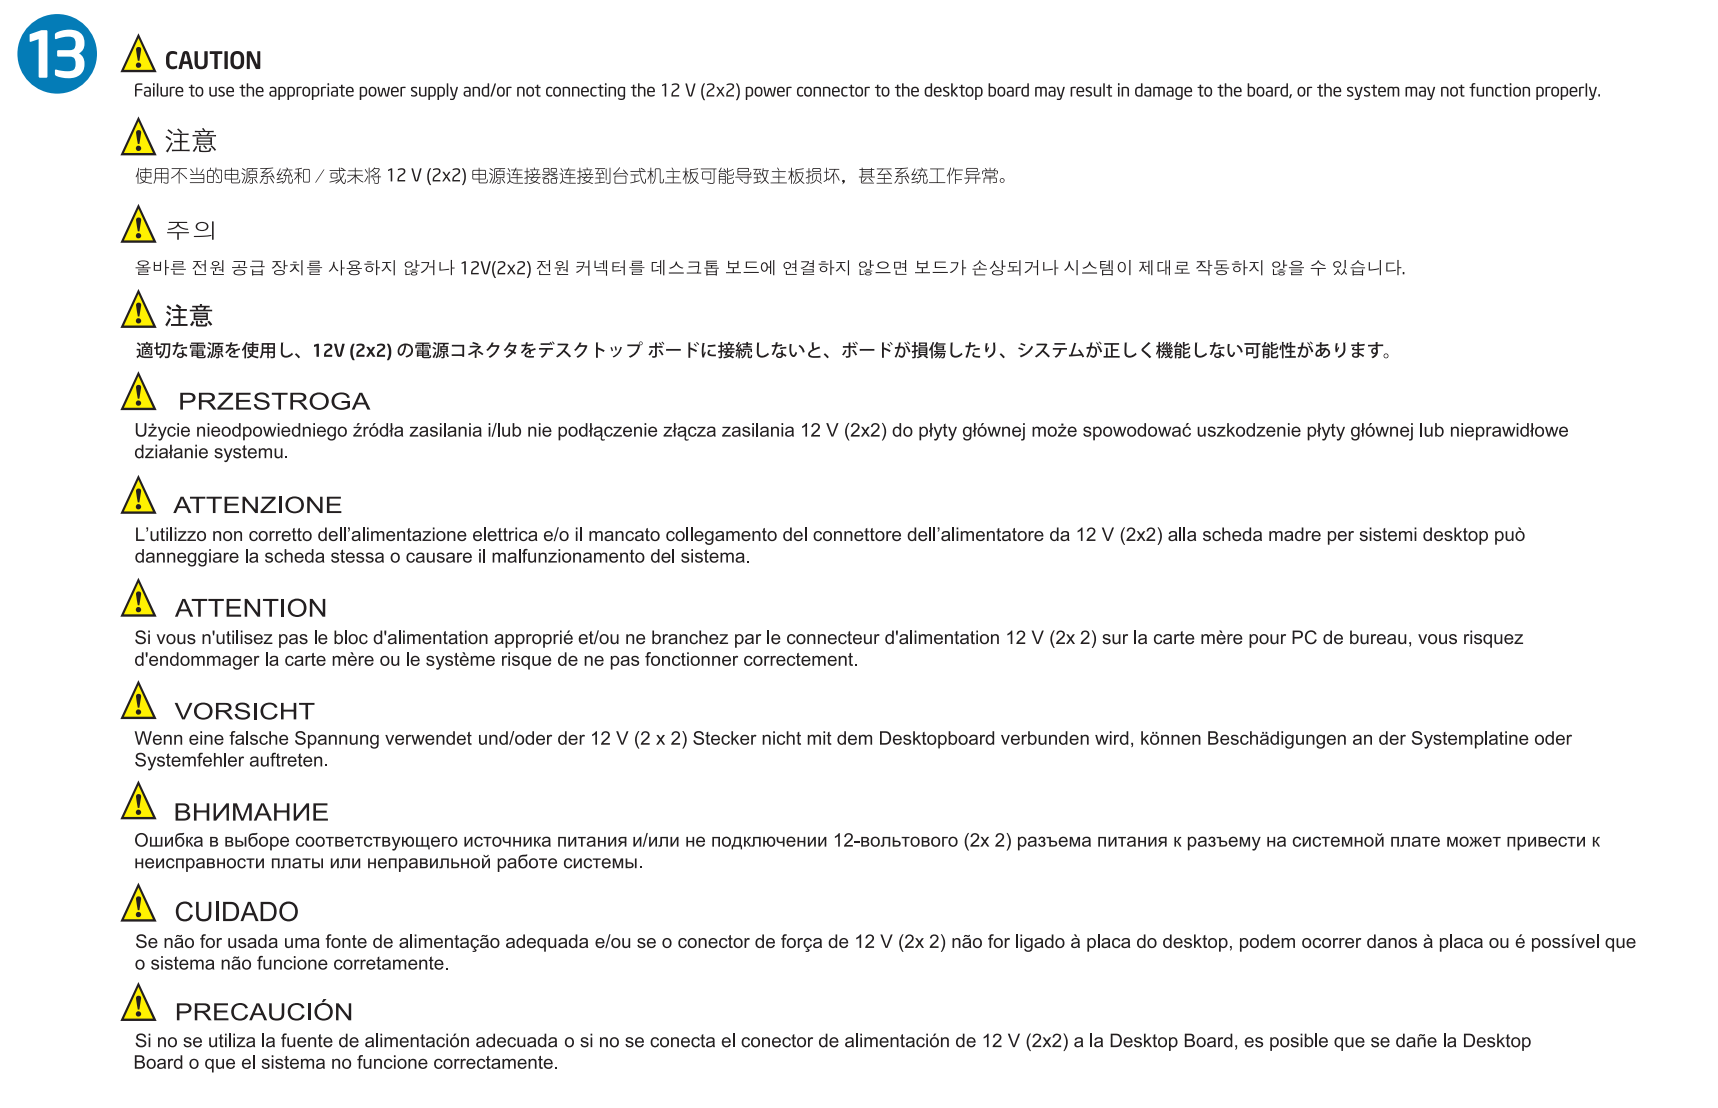 13
CAUTION
Failure to use the appropriate power supply and/or not connecting the 12 V (2x2) power connector to the desktop board may result in damage to the board, or the system may not function properly.
注意
使用不当的电源系统和 / 或未将 12 V (2x2) 电源连接器连接到台式机主板可能导致主板损坏，甚至系统工作异常。
주의
올바른 전원 공급 장치를 사용하지 않거나 12V(2x2) 전원 커넥터를 데스크톱 보드에 연결하지 않으면 보드가 손상되거나 시스템이 제대로 작동하지 않을 수 있습니다.
注意
適切な電源を使用し、12V (2x2) の電源コネクタをデスクトップ ボードに接続しないと、ボードが損傷したり、システムが正しく機能しない可能性があります。
PRZESTROGA
Użycie nieodpowiedniego źródła zasilania i/lub nie podłączenie złącza zasilania 12 V (2x2) do płyty głównej może spowodować uszkodzenie płyty głównej lub nieprawidłowe
działanie systemu.
ATTENZIONE
L’utilizzo non corretto dell’alimentazione elettrica e/o il mancato collegamento del connettore dell’alimentatore da 12 V (2x2) alla scheda madre per sistemi desktop può
danneggiare la scheda stessa o causare il malfunzionamento del sistema.
ATTENTION
Si vous n'utilisez pas le bloc d'alimentation approprié et/ou ne branchez par le connecteur d'alimentation 12 V (2x 2) sur la carte mère pour PC de bureau, vous risquez
d'endommager la carte mère ou le système risque de ne pas fonctionner correctement.
VORSICHT
Wenn eine falsche Spannung verwendet und/oder der 12 V (2 x 2) Stecker nicht mit dem Desktopboard verbunden wird, können Beschädigungen an der Systemplatine oder
Systemfehler auftreten.
ВНИМАНИЕ
Ошибка в выборе соответствующего источника питания и/или не подключении 12-вольтового (2x 2) разъема питания к разъему на системной плате может привести к
неисправности платы или неправильной работе системы.
CUIDADO
Se não for usada uma fonte de alimentação adequada e/ou se o conector de força de 12 V (2x 2) não for ligado à placa do desktop, podem ocorrer danos à placa ou é possível que
o sistema não funcione corretamente.
PRECAUCIÓN
Si no se utiliza la fuente de alimentación adecuada o si no se conecta el conector de alimentación de 12 V (2x2) a la Desktop Board, es posible que se dañe la Desktop
Board o que el sistema no funcione correctamente.